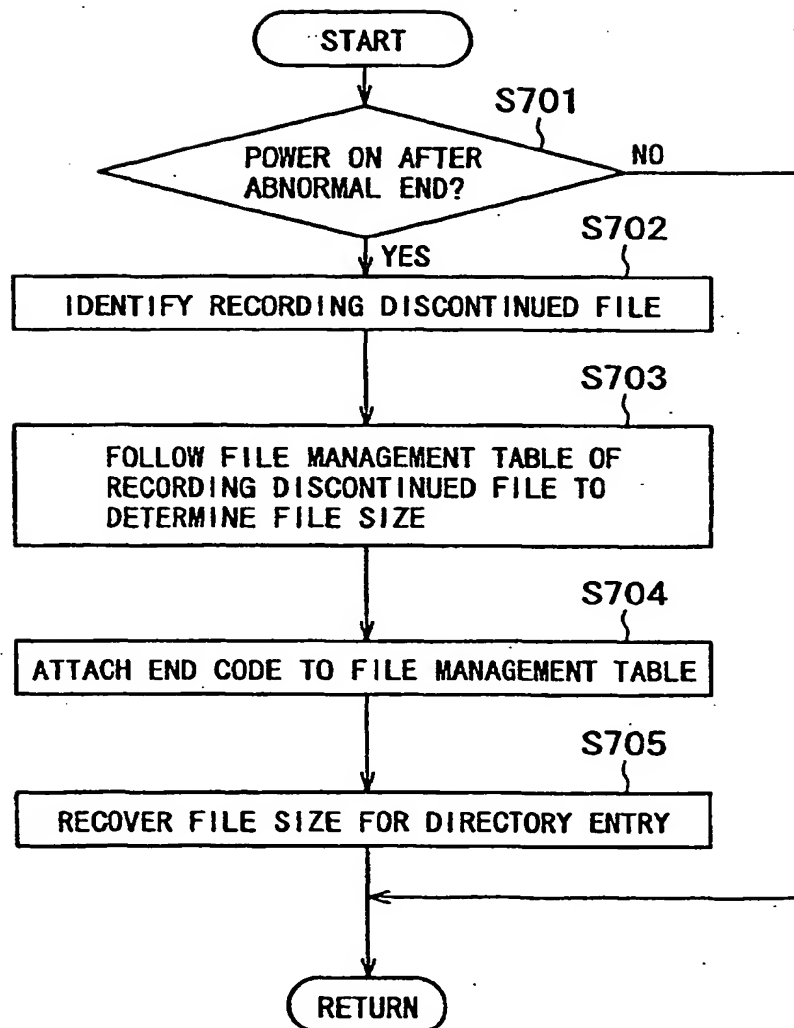 START
S701
POWER ON AFTER
ABNORMAL END?
NO
YES
S702
IDENTIFY RECORDING DISCONTINUED FILE
S703
FOLLOW FILE MANAGEMENT TABLE OF
RECORDING DISCONTINUED FILE TO
DETERMINE FILE SIZE
S704
ATTACH END CODE TO FILE MANAGEMENT TABLE
S705
RECOVER FILE SIZE FOR DIRECTORY ENTRY
RETURN